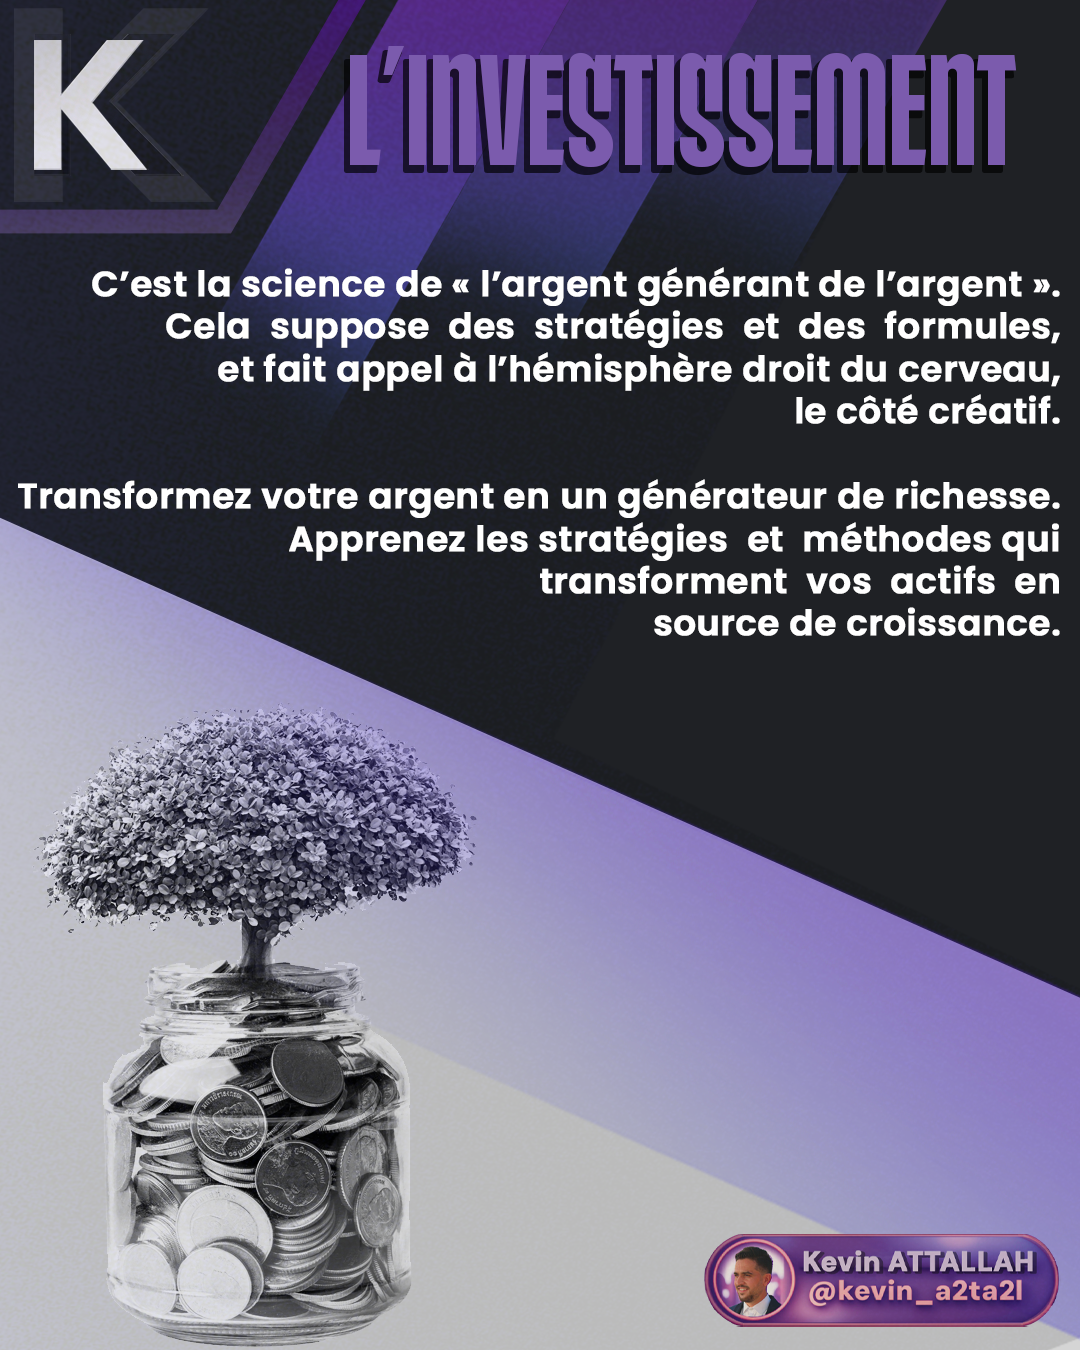 K
L’INVESTISSEMENT
C’est la science de « l’argent générant de l’argent ».
Cela suppose des stratégies et des formules,
et fait appel à l’hémisphère droit du cerveau,
le côté créatif.
Transformez votre argent en un générateur de richesse.
Apprenez les stratégies et méthodes qui
transforment vos actifs en
source de croissance.
Kevin ATTALLAH
@kevin_a2ta2l